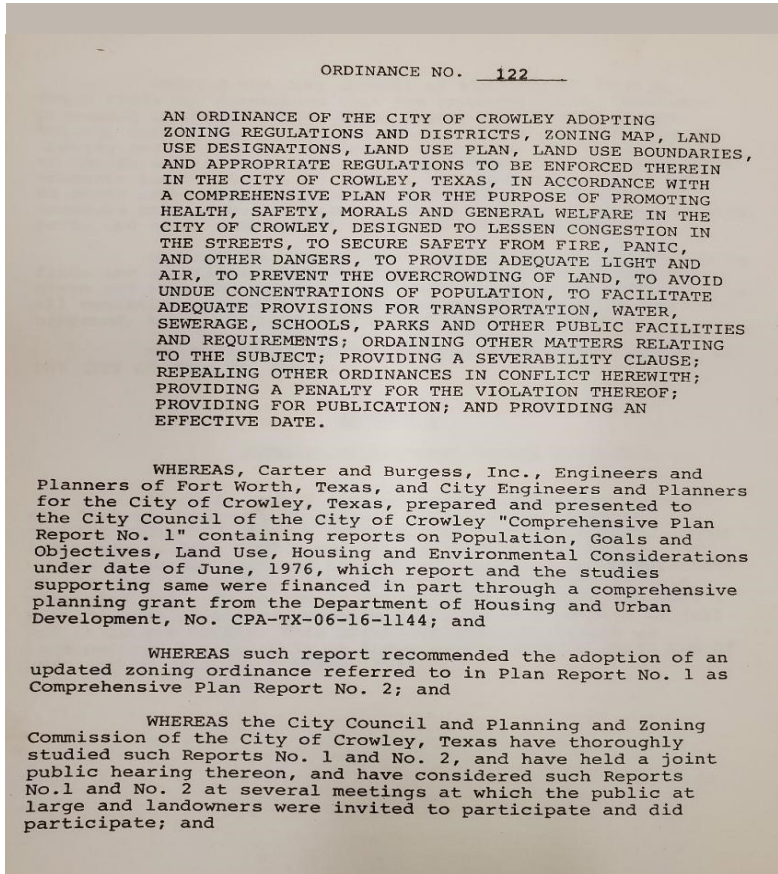 ORDINANCE NO. 122
AN ORDINANCE OF THE CITY OF CROWLEY ADOPTING
ZONING REGULATIONS AND DISTRICTS, ZONING MAP, LAND
USE DESIGNATIONS, LAND USE PLAN, LAND USE BOUNDARIES,
AND APPROPRIATE REGULATIONS TO BE ENFORCED THEREIN
IN THE CITY OF CROWLEY, TEXAS, IN ACCORDANCE WITH
A COMPREHENSIVE PLAN FOR THE PURPOSE OF PROMOTING
HEALTH, SAFETY, MORALS AND GENERAL WELFARE IN THE
CITY OF CROWLEY, DESIGNED TO LESSEN CONGESTION IN
THE STREETS, TO SECURE SAFETY FROM FIRE, PANIC,
AND OTHER DANGERS, TO PROVIDE ADEQUATE LIGHT AND
AIR, TO PREVENT THE OVERCROWDING OF LAND, TO AVOID
UNDUE CONCENTRATIONS OF POPULATION, TO FACILITATE
ADEQUATE PROVISIONS FOR TRANSPORTATION, WATER,
SEWERAGE, SCHOOLS, PARKS AND OTHER PUBLIC FACILITIES
AND REQUIREMENTS; ORDAINING OTHER MATTERS RELATING
TO THE SUBJECT; PROVIDING A SEVERABILITY CLAUSE;
REPEALING OTHER ORDINANCES IN CONFLICT HEREWITH;
PROVIDING A PENALTY FOR THE VIOLATION THEREOF;
PROVIDING FOR PUBLICATION; AND PROVIDING AN
EFFECTIVE DATE.
WHEREAS, Carter and Burgess, Inc., Engineers and
Planners of Fort Worth, Texas, and City Engineers and Planners
for the City of Crowley, Texas, prepared and presented to
the City Council of the City of Crowley "Comprehensive Plan
Report No. 1" containing reports on Population, Goals and
Objectives, Land Use, Housing and Environmental Considerations
under date of June, 1976, which report and the studies
supporting same were financed in part through a comprehensive
planning grant from the Department of Housing and Urban
Development, No. CPA-TX-06-16-1144; and
WHEREAS such report recommended the adoption of an
updated zoning ordinance referred to in Plan Report No. 1 as
Comprehensive Plan Report No. 2; and
WHEREAS the City Council and Planning and Zoning
Commission of the City of Crowley, Texas have thoroughly
studied such Reports No. 1 and No. 2, and have held a joint
public hearing thereon, and have considered such Reports
No.1 and No. 2 at several meetings at which the public at
large and landowners were invited to participate and did
participate; and